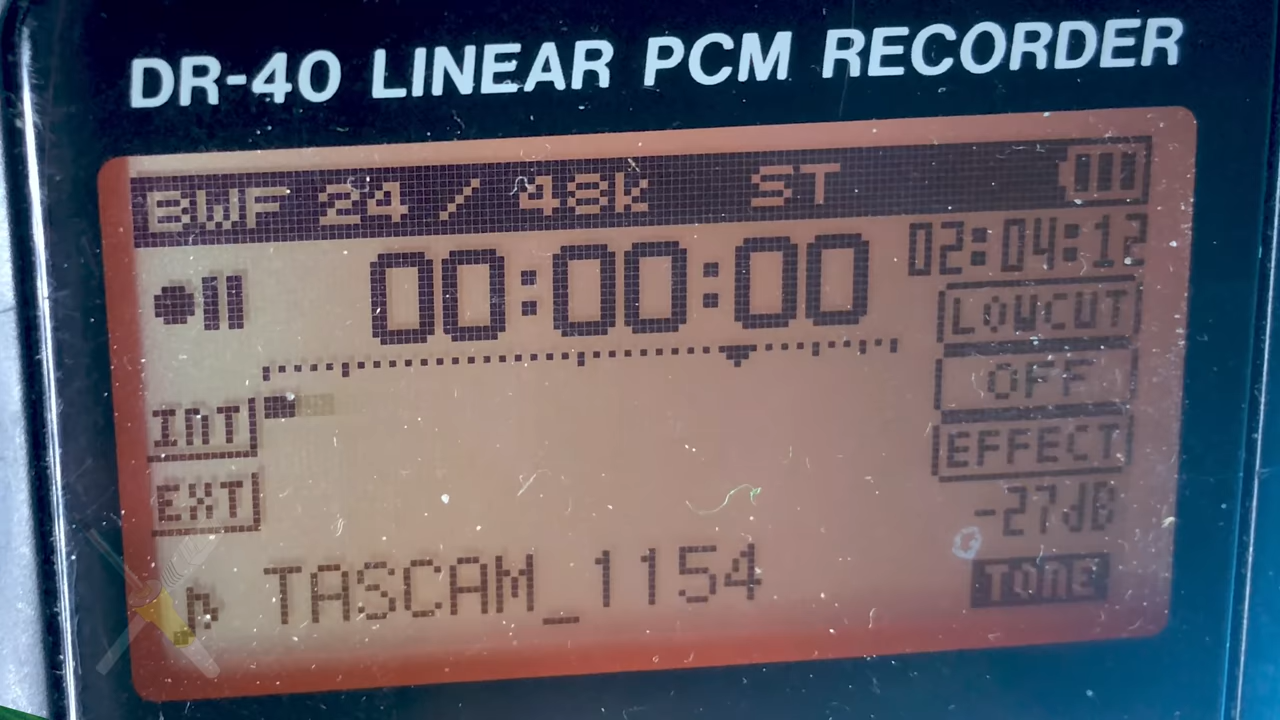 DR-40 LINEAR PCM RECORDER
BWF 24 / 48k ST
00:00:00 02:04:12
LOWCUT
OFF
INT
EFFECT
EXT
-27dB
TASCAM_1154
TONE